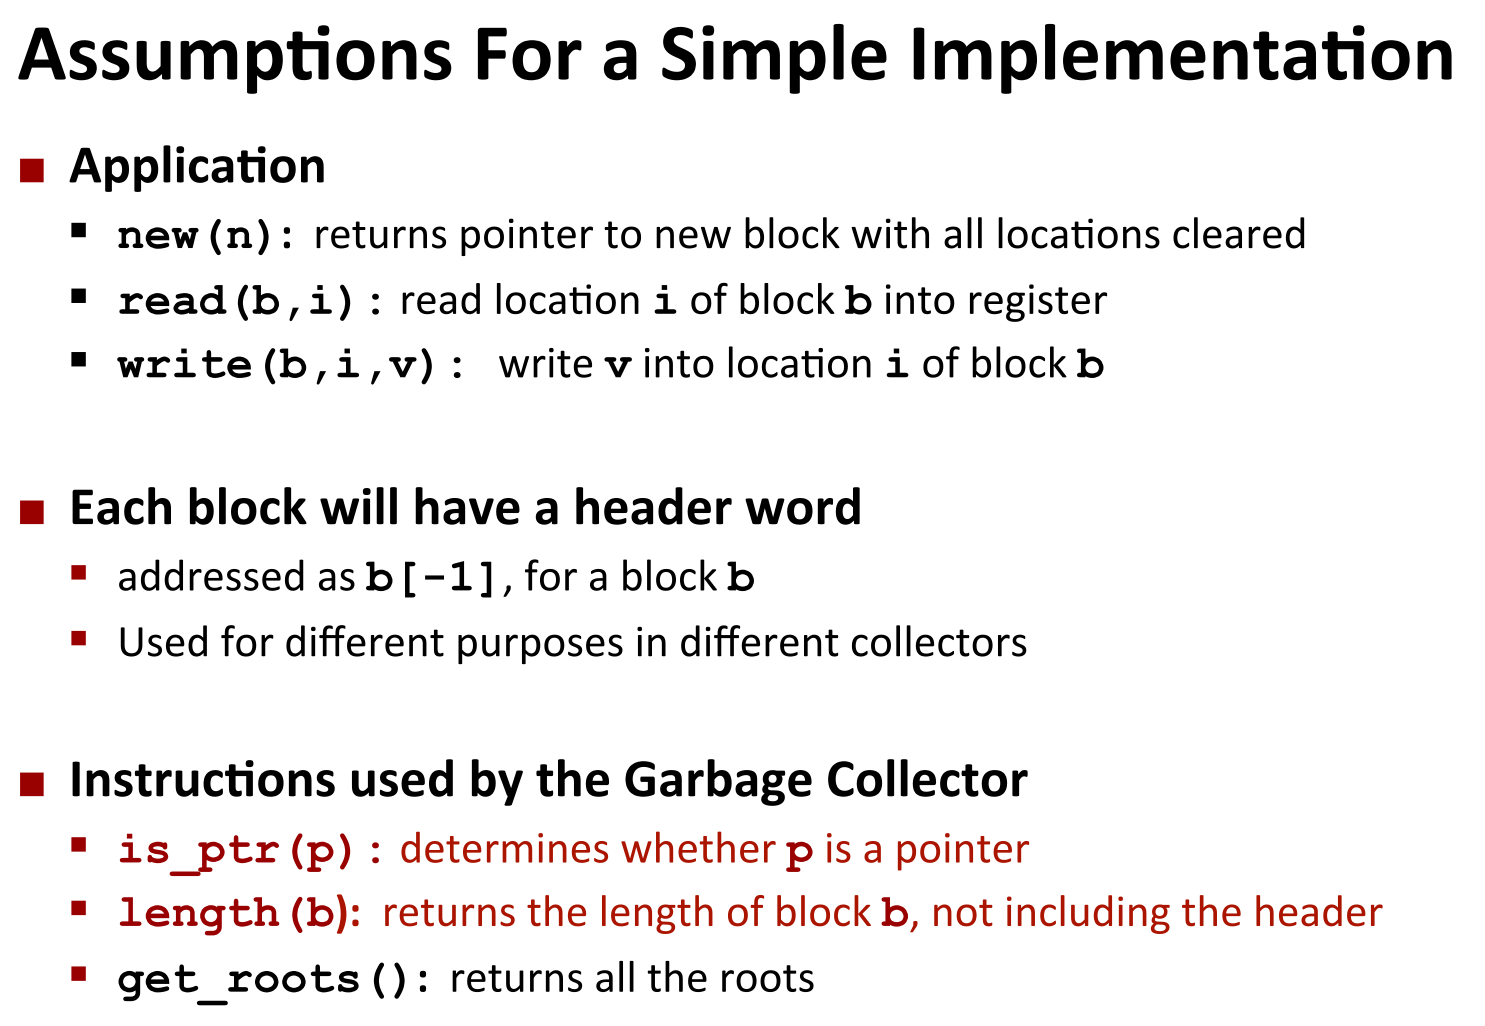 Assumptions For a Simple Implementation
■ Application
▪ new(n): returns pointer to new block with all locations cleared
▪ read(b,i): read location i of block b into register
▪ write(b,i,v): write v into location i of block b
■ Each block will have a header word
▪ addressed as b[-1], for a block b
▪ Used for different purposes in different collectors
■ Instructions used by the Garbage Collector
▪ is_ptr(p): determines whether p is a pointer
▪ length(b): returns the length of block b, not including the header
▪ get_roots(): returns all the roots